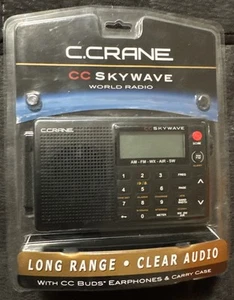 C.CRANE
CC SKYWAVE
WORLD RADIO
C.CRANE
CC SKYWAVE
AM - FM - WX - AIR - SW
LONG RANGE • CLEAR AUDIO
WITH CC BUDS® EARPHONES & CARRY CASE